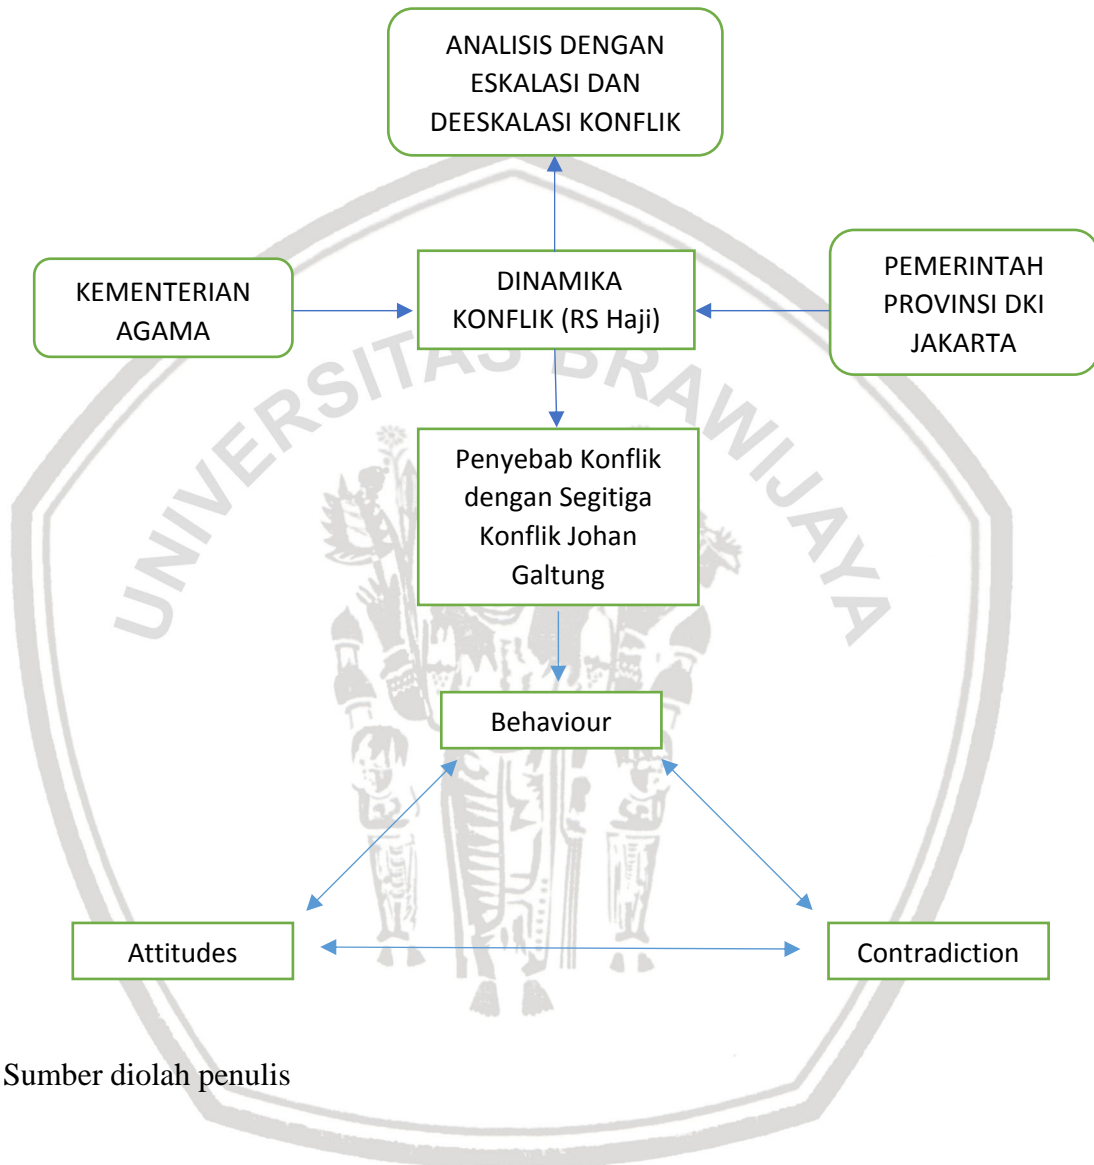 ANALISIS DENGAN
ESKALASI DAN
DEESKALASI KONFLIK
KEMENTERIAN
AGAMA
DINAMIKA
KONFLIK (RS Haji)
PEMERINTAH
PROVINSI DKI
JAKARTA
UNIVERSITAS BRAWIJAYA
Penyebab Konflik
dengan Segitiga
Konflik Johan
Galtung
Behaviour
Attitudes
Contradiction
Sumber diolah penulis